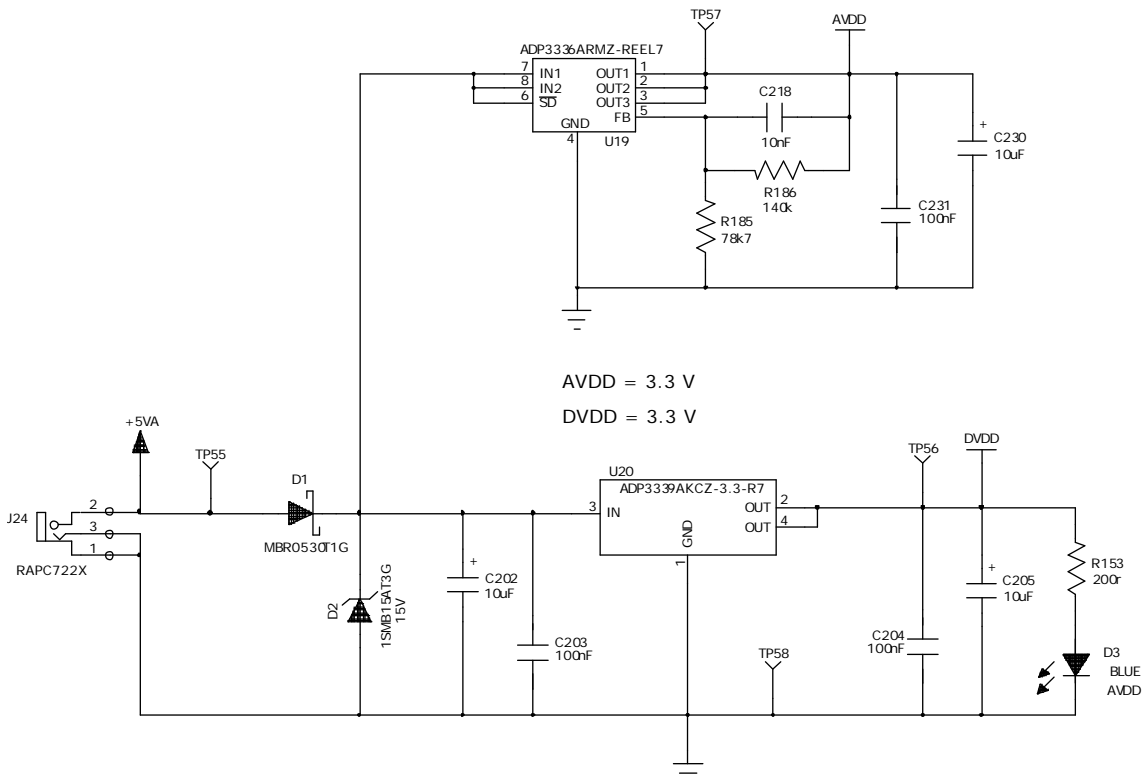 TP57
AVDD
ADP3336ARMZ-REEL7
7 IN1 OUT1 1
8 IN2 OUT2 2
6 SD OUT3 3
FB 5
GND
4
U19
C218
10nF
R186
140k
R185
78k7
C231
100nF
+
C230
10uF
AVDD = 3.3 V
DVDD = 3.3 V
+5VA
TP55
D1
MBR0530T1G
J24
2
3
1
RAPC722X
D2
1SMB15AT3G
15V
+
C202
10uF
C203
100nF
U20
ADP3339AKCZ-3.3-R7
3 IN OUT 2
OUT 4
GND
1
TP58
TP56
DVDD
C204
100nF
+
C205
10uF
R153
200r
D3
BLUE
AVDD